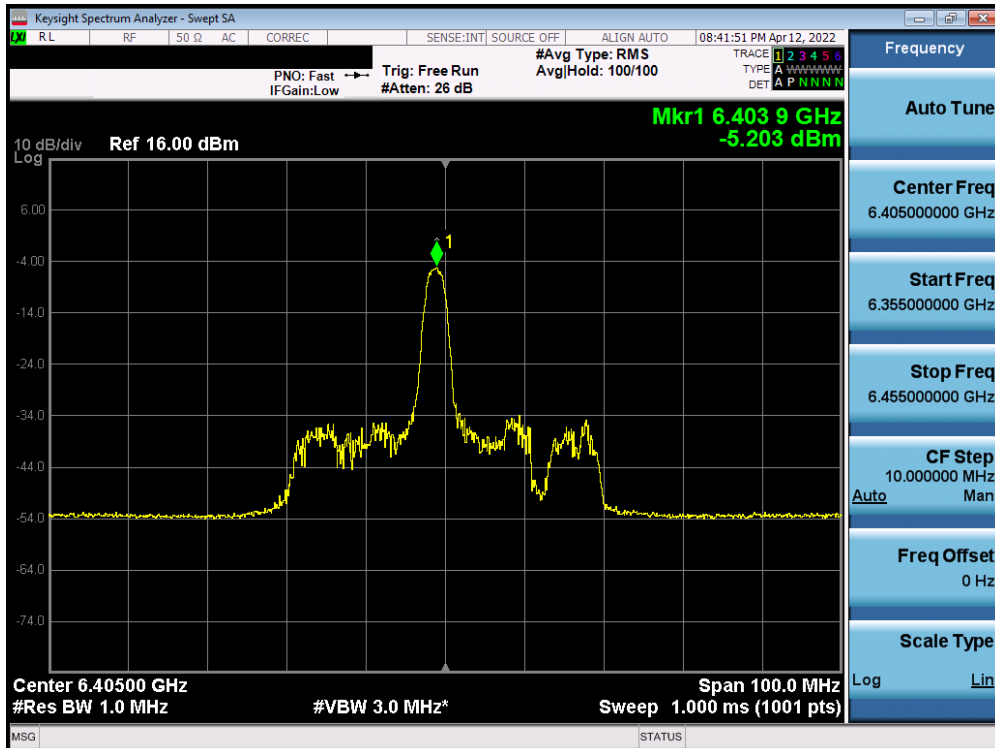 Keysight Spectrum Analyzer - Swept SA
LXI RL RF 50 Ω AC CORREC SENSE:INT SOURCE OFF ALIGN AUTO 08:41:51 PM Apr 12, 2022
PNO: Fast
IFGain:Low
Trig: Free Run
#Atten: 26 dB
#Avg Type: RMS
Avg|Hold: 100/100
TRACE 1 2 3 4 5 6
TYPE A WWWWW
DET A P N N N N
Mkr1 6.403 9 GHz
-5.203 dBm
10 dB/div
Log
Ref 16.00 dBm
1
6.00
-4.00
-14.0
-24.0
-34.0
-44.0
-54.0
-64.0
-74.0
Center 6.40500 GHz
#Res BW 1.0 MHz
#VBW 3.0 MHz*
Span 100.0 MHz
Sweep 1.000 ms (1001 pts)
MSG
STATUS
Frequency
Auto Tune
Center Freq
6.405000000 GHz
Start Freq
6.355000000 GHz
Stop Freq
6.455000000 GHz
CF Step
10.000000 MHz
Auto Man
Freq Offset
0 Hz
Scale Type
Log Lin